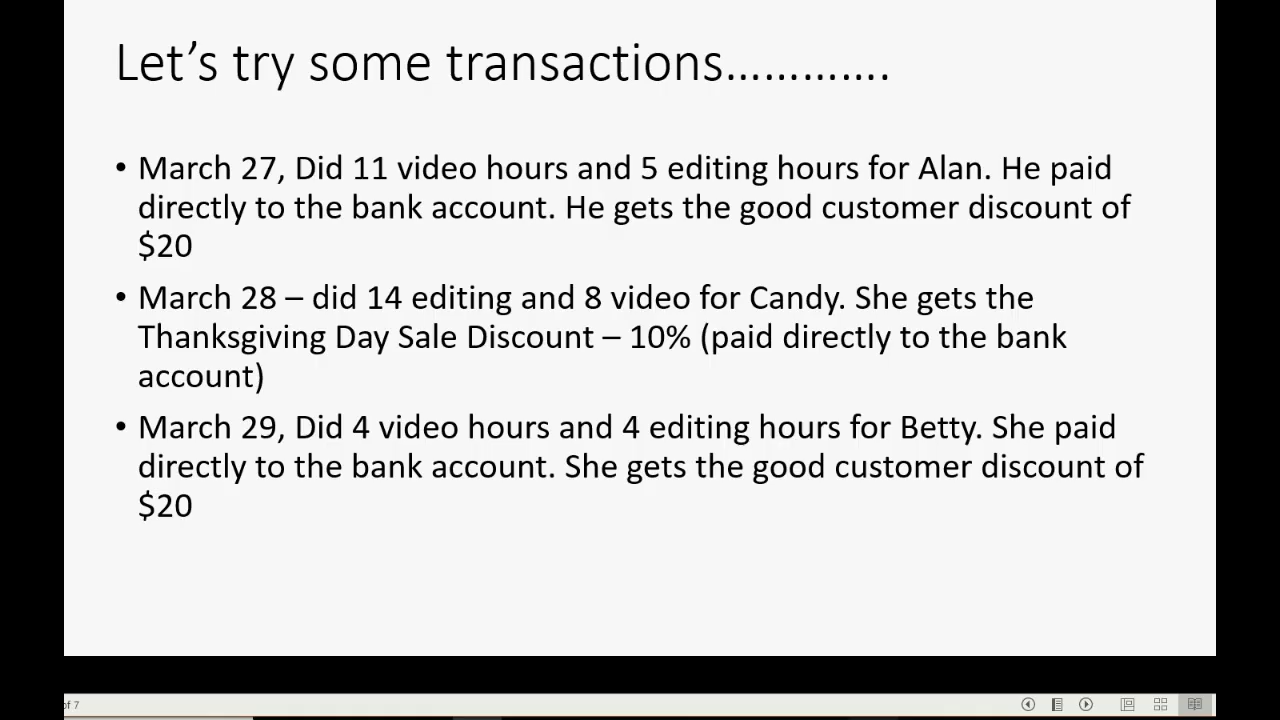 Let’s try some transactions………….
• March 27, Did 11 video hours and 5 editing hours for Alan. He paid
directly to the bank account. He gets the good customer discount of
$20
• March 28 – did 14 editing and 8 video for Candy. She gets the
Thanksgiving Day Sale Discount – 10% (paid directly to the bank
account)
• March 29, Did 4 video hours and 4 editing hours for Betty. She paid
directly to the bank account. She gets the good customer discount of
$20
of 7